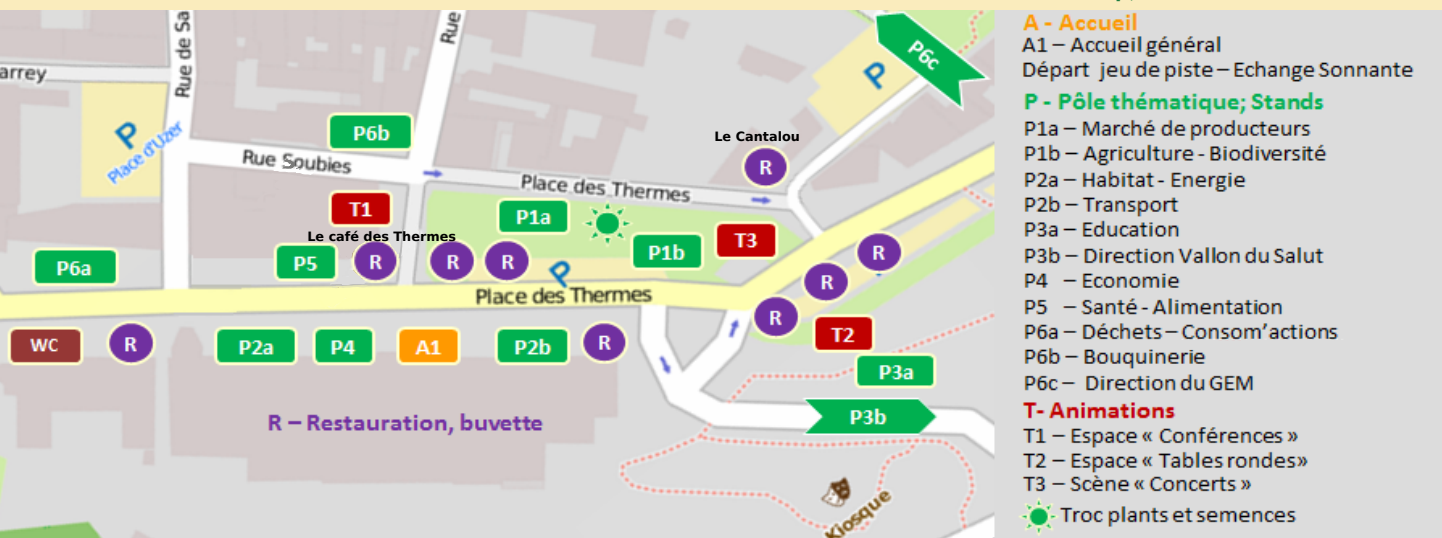 Rue de Sa
Rue
P6c
arrey
P
P
Place d'Uzer
P6b
Le Cantalou
R
Rue Soubies
Place des Thermes
T1
P1a
Le café des Thermes
P6a
P5
R
R
R
P
P1b
T3
R
R
Place des Thermes
R
WC
R
P2a
P4
A1
P2b
R
T2
P3a
P3b
R – Restauration, buvette
Kiosque
A - Accueil
A1 – Accueil général
Départ jeu de piste – Echange Sonnante
P - Pôle thématique; Stands
P1a – Marché de producteurs
P1b – Agriculture - Biodiversité
P2a – Habitat - Energie
P2b – Transport
P3a – Education
P3b – Direction Vallon du Salut
P4 – Economie
P5 – Santé - Alimentation
P6a – Déchets – Consom'actions
P6b – Bouquinerie
P6c – Direction du GEM
T- Animations
T1 – Espace « Conférences »
T2 – Espace « Tables rondes»
T3 – Scène « Concerts »
Troc plants et semences